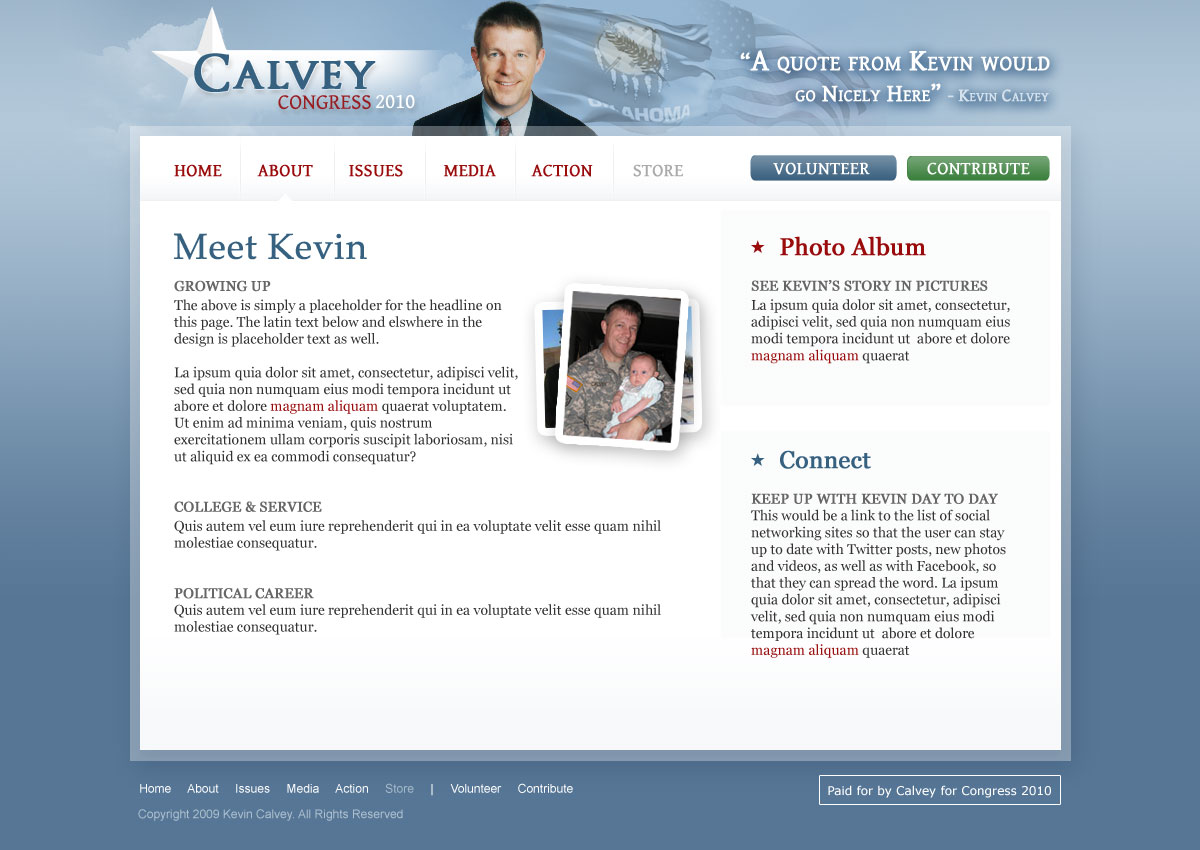 CALVEY
CONGRESS 2010
OKLAHOMA
“A QUOTE FROM KEVIN WOULD
GO NICELY HERE” - KEVIN CALVEY
HOME ABOUT ISSUES MEDIA ACTION STORE VOLUNTEER CONTRIBUTE
Meet Kevin
GROWING UP
The above is simply a placeholder for the headline on
this page. The latin text below and elswhere in the
design is placeholder text as well.
La ipsum quia dolor sit amet, consectetur, adipisci velit,
sed quia non numquam eius modi tempora incidunt ut
abore et dolore magnam aliquam quaerat voluptatem.
Ut enim ad minima veniam, quis nostrum
exercitationem ullam corporis suscipit laboriosam, nisi
ut aliquid ex ea commodi consequatur?
COLLEGE & SERVICE
Quis autem vel eum iure reprehenderit qui in ea voluptate velit esse quam nihil
molestiae consequatur.
POLITICAL CAREER
Quis autem vel eum iure reprehenderit qui in ea voluptate velit esse quam nihil
molestiae consequatur.
Photo Album
SEE KEVIN’S STORY IN PICTURES
La ipsum quia dolor sit amet, consectetur,
adipisci velit, sed quia non numquam eius
modi tempora incidunt ut abore et dolore
magnam aliquam quaerat
Connect
KEEP UP WITH KEVIN DAY TO DAY
This would be a link to the list of social
networking sites so that the user can stay
up to date with Twitter posts, new photos
and videos, as well as with Facebook, so
that they can spread the word. La ipsum
quia dolor sit amet, consectetur, adipisci
velit, sed quia non numquam eius modi
tempora incidunt ut abore et dolore
magnam aliquam quaerat
Home About Issues Media Action Store | Volunteer Contribute
Copyright 2009 Kevin Calvey. All Rights Reserved
Paid for by Calvey for Congress 2010